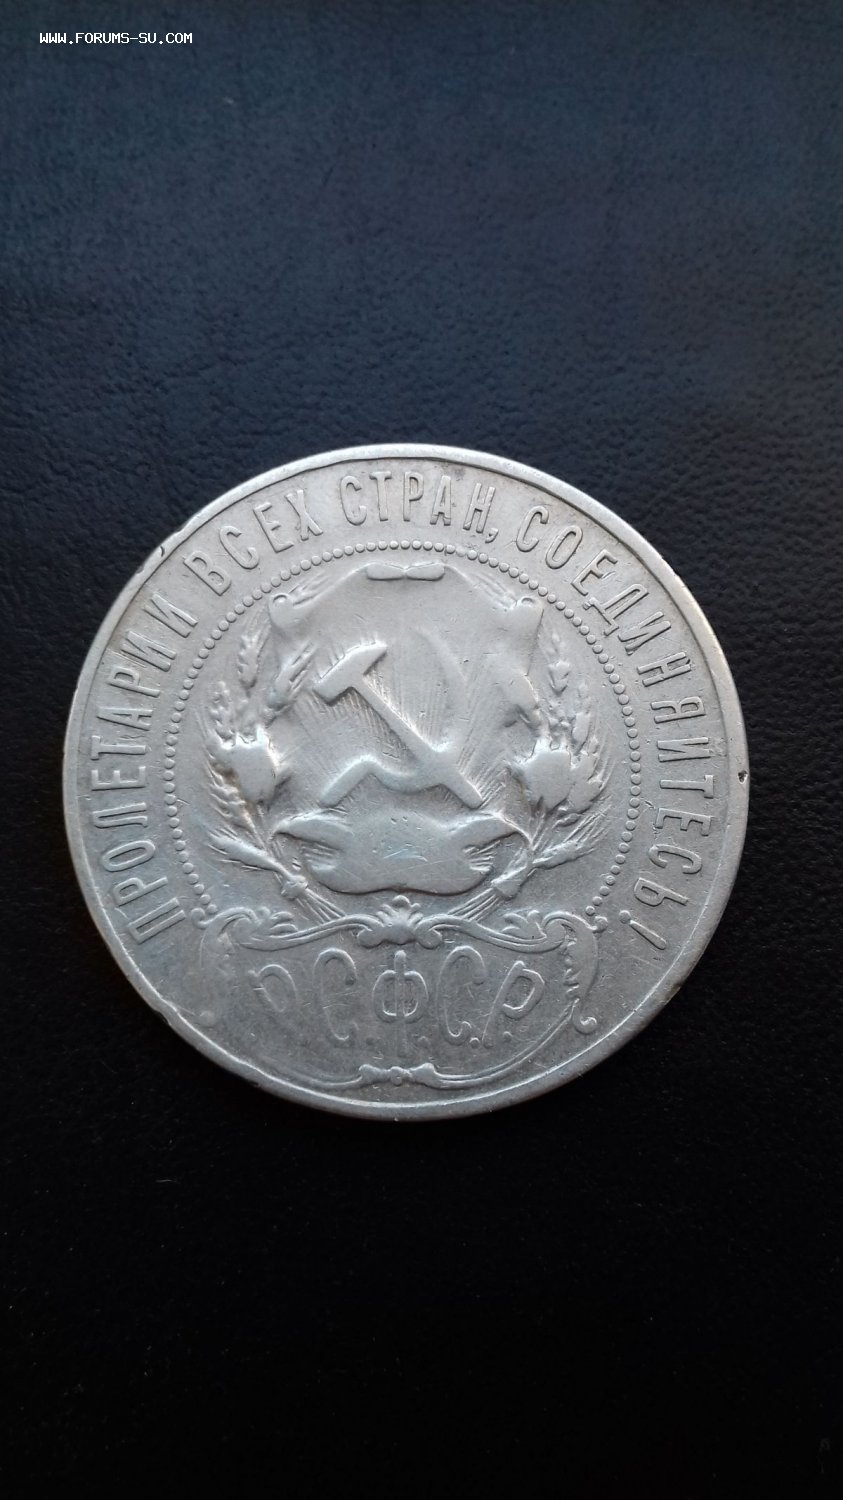 WWW.FORUMS-SU.COM
ПРОЛЕТАРИИ ВСЕХ СТРАН, СОЕДИНЯЙТЕСЬ!
Р.С.Ф.С.Р.